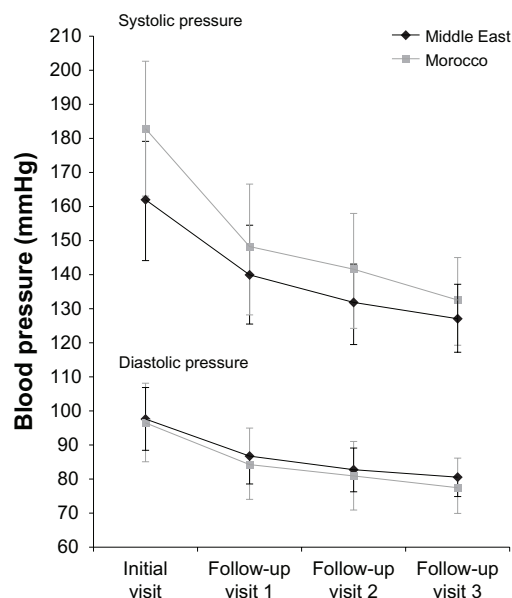 Systolic pressure
Middle East
Morocco
Blood pressure (mmHg)
210
200
190
180
170
160
150
140
130
120
110
100
90
80
70
60
Diastolic pressure
Initial
visit
Follow-up
visit 1
Follow-up
visit 2
Follow-up
visit 3